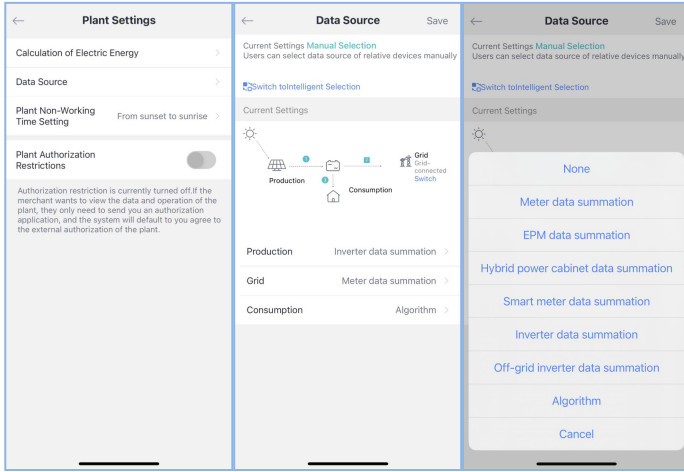 Plant Settings
Calculation of Electric Energy
Data Source
Plant Non-Working
Time Setting
From sunset to sunrise
Plant Authorization
Restrictions
Authorization restriction is currently turned off.If the
merchant wants to view the data and operation of the
plant, they only need to send you an authorization
application, and the system will default to you agree to
the external authorization of the plant.
Data Source
Save
Current Settings Manual Selection
Users can select data source of relative devices manually
Switch toIntelligent Selection
Current Settings
1
2
3
Grid
Grid-
connected
Switch
Production
Consumption
Production
Inverter data summation
Grid
Meter data summation
Consumption
Algorithm
Data Source
Save
Current Settings Manual Selection
Users can select data source of relative devices manually
Switch toIntelligent Selection
Current Settings
None
Meter data summation
EPM data summation
Hybrid power cabinet data summation
Smart meter data summation
Inverter data summation
Off-grid inverter data summation
Algorithm
Cancel